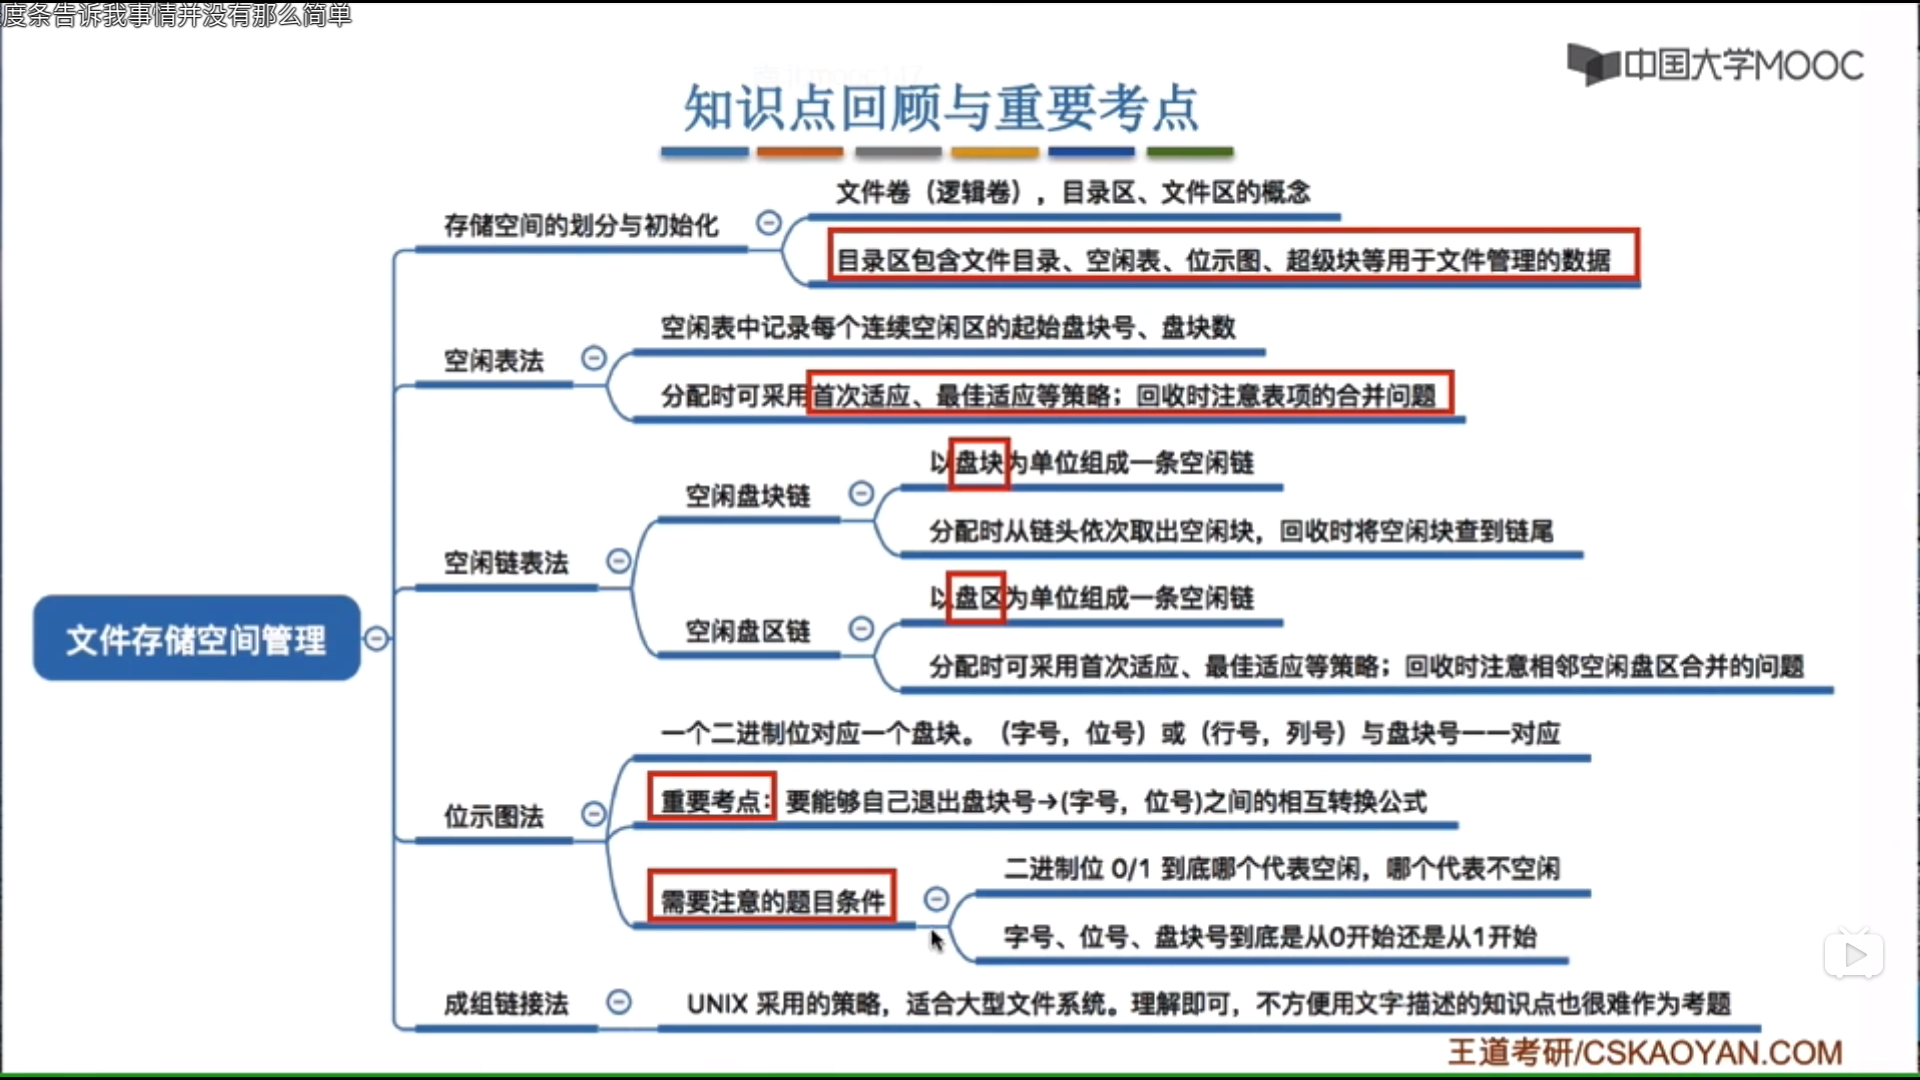 度条告诉我事情并没有那么简单
中国大学MOOC
知识点回顾与重要考点
文件存储空间管理
存储空间的划分与初始化
文件卷（逻辑卷），目录区、文件区的概念
目录区包含文件目录、空闲表、位示图、超级块等用于文件管理的数据
空闲表法
空闲表中记录每个连续空闲区的起始盘块号、盘块数
分配时可采用首次适应、最佳适应等策略；回收时注意表项的合并问题
空闲链表法
空闲盘块链
以盘块为单位组成一条空闲链
分配时从链头依次取出空闲块，回收时将空闲块查到链尾
空闲盘区链
以盘区为单位组成一条空闲链
分配时可采用首次适应、最佳适应等策略；回收时注意相邻空闲盘区合并的问题
位示图法
一个二进制位对应一个盘块。（字号，位号）或（行号，列号）与盘块号一一对应
重要考点：要能够自己退出盘块号→(字号，位号)之间的相互转换公式
需要注意的题目条件
二进制位 0/1 到底哪个代表空闲，哪个代表不空闲
字号、位号、盘块号到底是从0开始还是从1开始
成组链接法
UNIX 采用的策略，适合大型文件系统。理解即可，不方便用文字描述的知识点也很难作为考题
王道考研/CSKAOYAN.COM